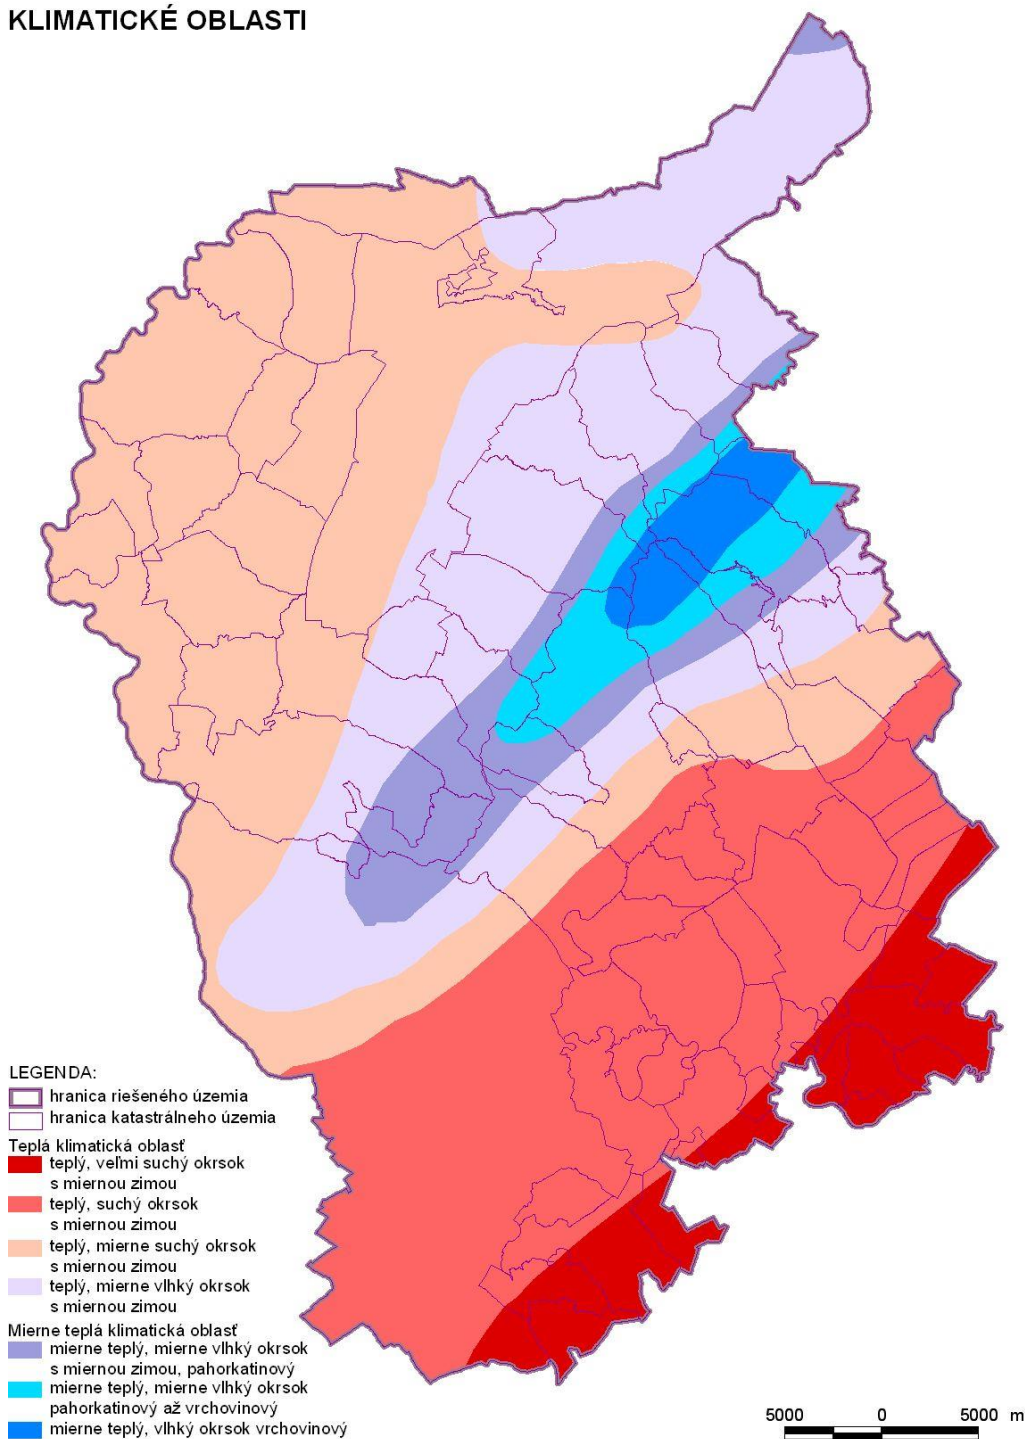 KLIMATICKÉ OBLASTI
LEGENDA:
hranica riešeného územia
hranica katastrálneho územia
Teplá klimatická oblasť
teplý, veľmi suchý okrsok
s miernou zimou
teplý, suchý okrsok
s miernou zimou
teplý, mierne suchý okrsok
s miernou zimou
teplý, mierne vlhký okrsok
s miernou zimou
Mierne teplá klimatická oblasť
mierne teplý, mierne vlhký okrsok
s miernou zimou, pahorkatinový
mierne teplý, mierne vlhký okrsok
pahorkatinový až vrchovinový
mierne teplý, vlhký okrsok vrchovinový
5000 0 5000 m